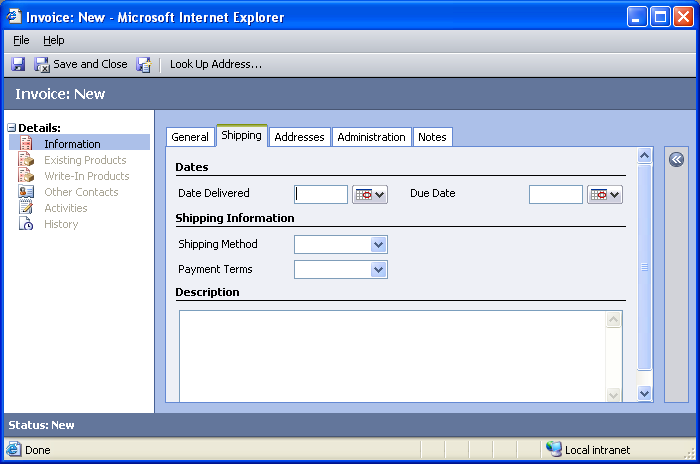 Invoice: New - Microsoft Internet Explorer
File Help
Save and Close Look Up Address...
Invoice: New
Details:
Information
Existing Products
Write-In Products
Other Contacts
Activities
History
General Shipping Addresses Administration Notes
Dates
Date Delivered Due Date
Shipping Information
Shipping Method
Payment Terms
Description
Status: New
Done Local intranet